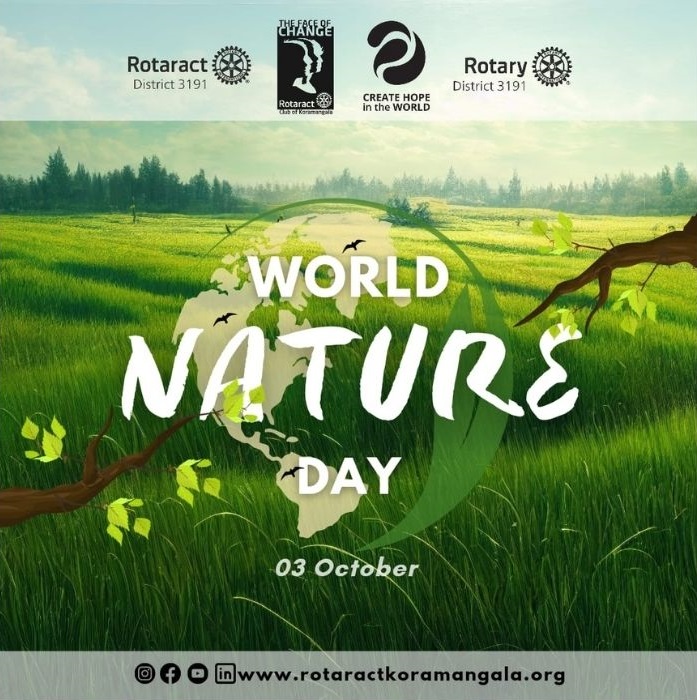 Rotaract
District 3191
THE FACE OF
CHANGE
Rotaract
Club of Koramangala
CREATE HOPE
in the WORLD
Rotary
District 3191
WORLD
NATURE
DAY
03 October
www.rotaractkoramangala.org